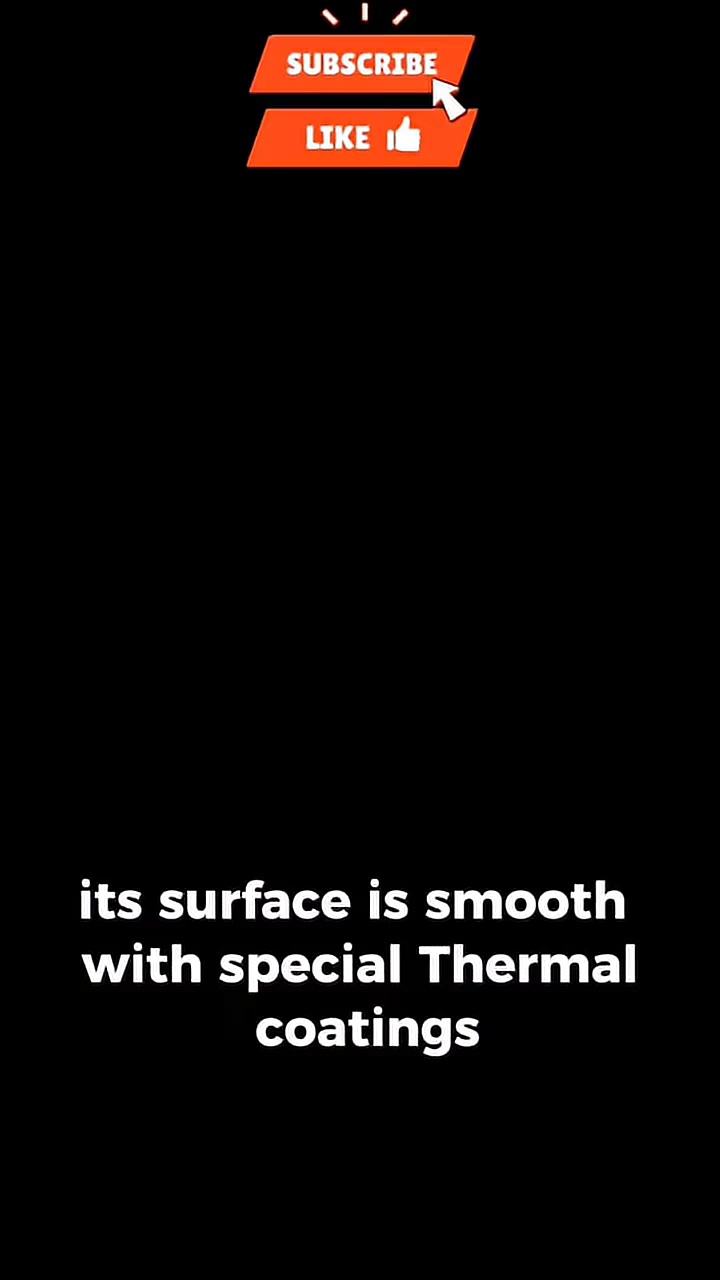 SUBSCRIBE
LIKE
its surface is smooth
with special Thermal
coatings